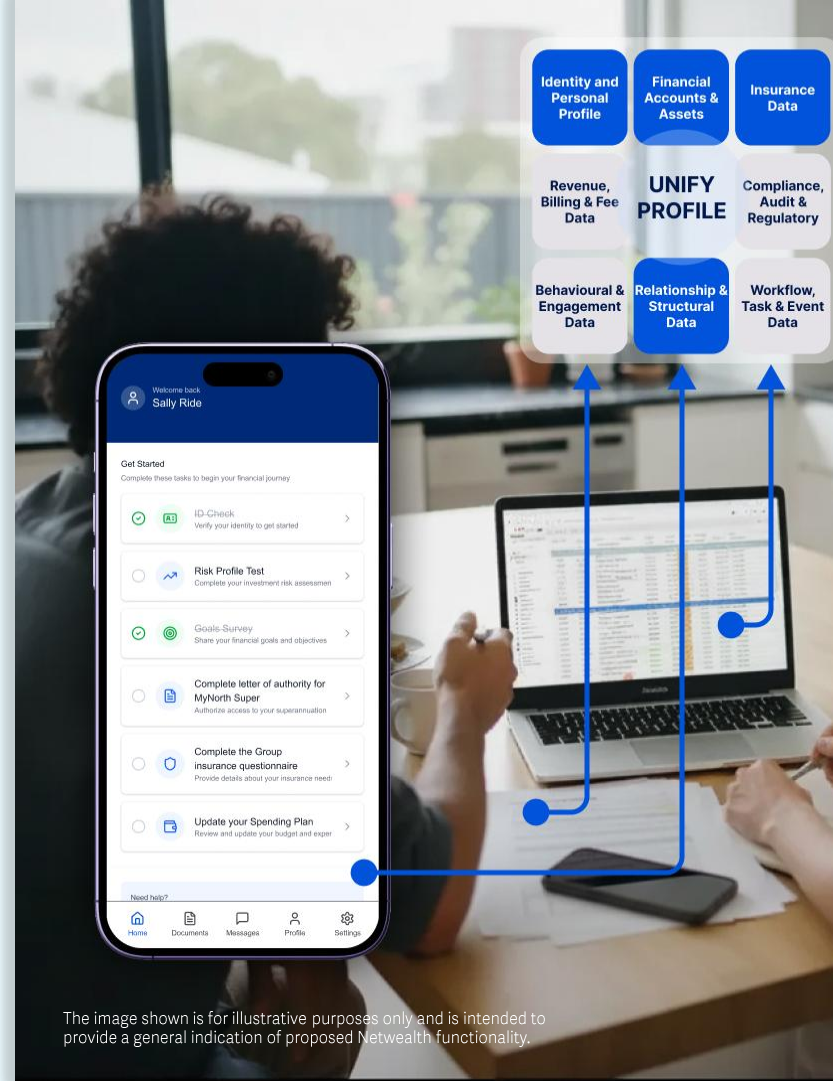 Identity and
Personal
Profile
Financial
Accounts &
Assets
Insurance
Data
Revenue,
Billing & Fee
Data
UNIFY
PROFILE
Compliance,
Audit &
Regulatory
Behavioural &
Engagement
Data
Relationship &
Structural
Data
Workflow,
Task & Event
Data
Welcome back
Sally Ride
Get Started
Complete these tasks to begin your financial journey
ID Check
Verify your identity to get started
Risk Profile Test
Complete your investment risk assessmen
Goals Survey
Share your financial goals and objectives
Complete letter of authority for
MyNorth Super
Authorize access to your superannuation
Complete the Group
insurance questionnaire
Provide details about your insurance needs
Update your Spending Plan
Review and update your budget and exper
Need help?
Home
Documents
Messages
Profile
Settings
The image shown is for illustrative purposes only and is intended to
provide a general indication of proposed Netwealth functionality.